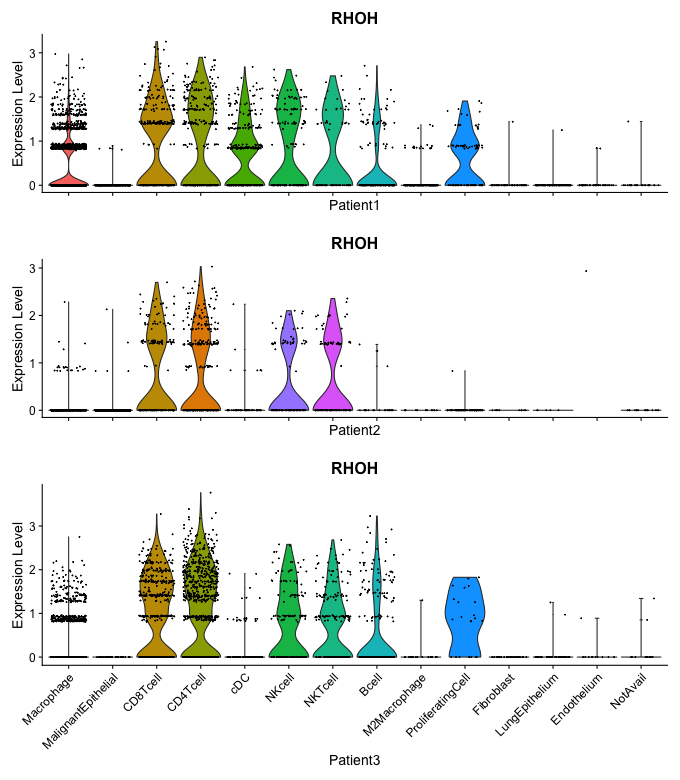 RHOH
Expression Level
3
2
1
0
Patient1
RHOH
Expression Level
3
2
1
0
Patient2
RHOH
Expression Level
3
2
1
0
Macrophage
MalignantEpithelial
CD8Tcell
CD4Tcell
cDC
NKcell
NKTcell
Bcell
M2Macrophage
ProliferatingCell
Fibroblast
LungEpithelium
Endothelium
NotAvail
Patient3